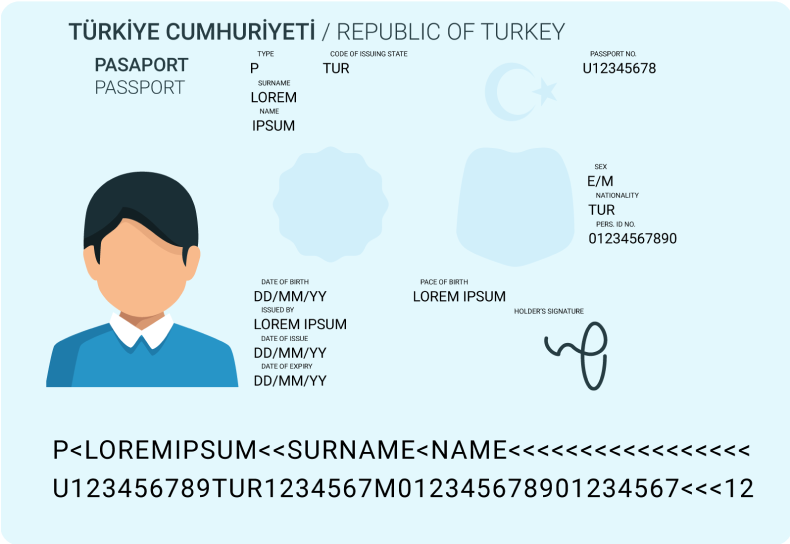 TÜRKİYE CUMHURİYETİ / REPUBLIC OF TURKEY
PASAPORT
PASSPORT
TYPE
P
CODE OF ISSUING STATE
TUR
PASSPORT NO.
U12345678
SURNAME
LOREM
NAME
IPSUM
SEX
E/M
NATIONALITY
TUR
PERS. ID NO.
01234567890
DATE OF BIRTH
DD/MM/YY
PACE OF BIRTH
LOREM IPSUM
ISSUED BY
LOREM IPSUM
HOLDER'S SIGNATURE
DATE OF ISSUE
DD/MM/YY
DATE OF EXPIRY
DD/MM/YY
P<LOREMIPSUM<<SURNAME<NAME<<<<<<<<<<<<<<<<<
U123456789TUR1234567M012345678901234567<<<12